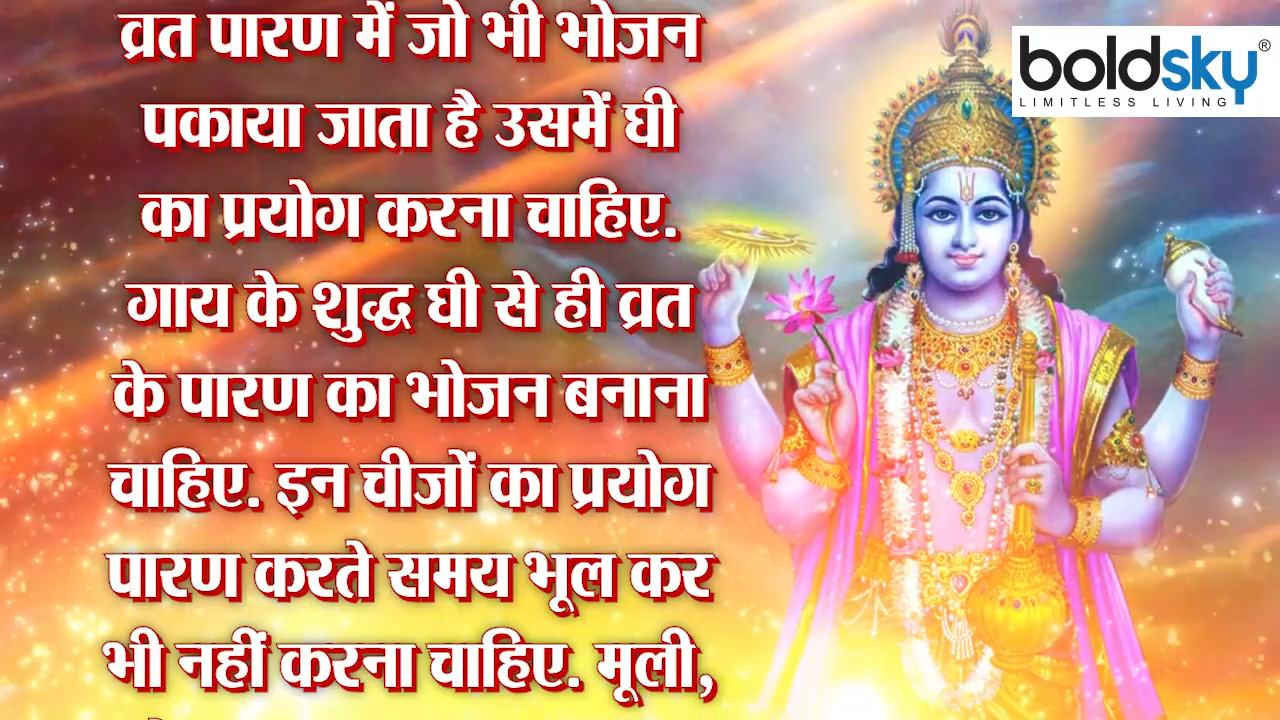 व्रत पारण में जो भी भोजन
पकाया जाता है उसमें घी
का प्रयोग करना चाहिए.
गाय के शुद्ध घी से ही व्रत
के पारण का भोजन बनाना
चाहिए. इन चीजों का प्रयोग
पारण करते समय भूल कर
भी नहीं करना चाहिए. मूली,
boldsky®
LIMITLESS LIVING